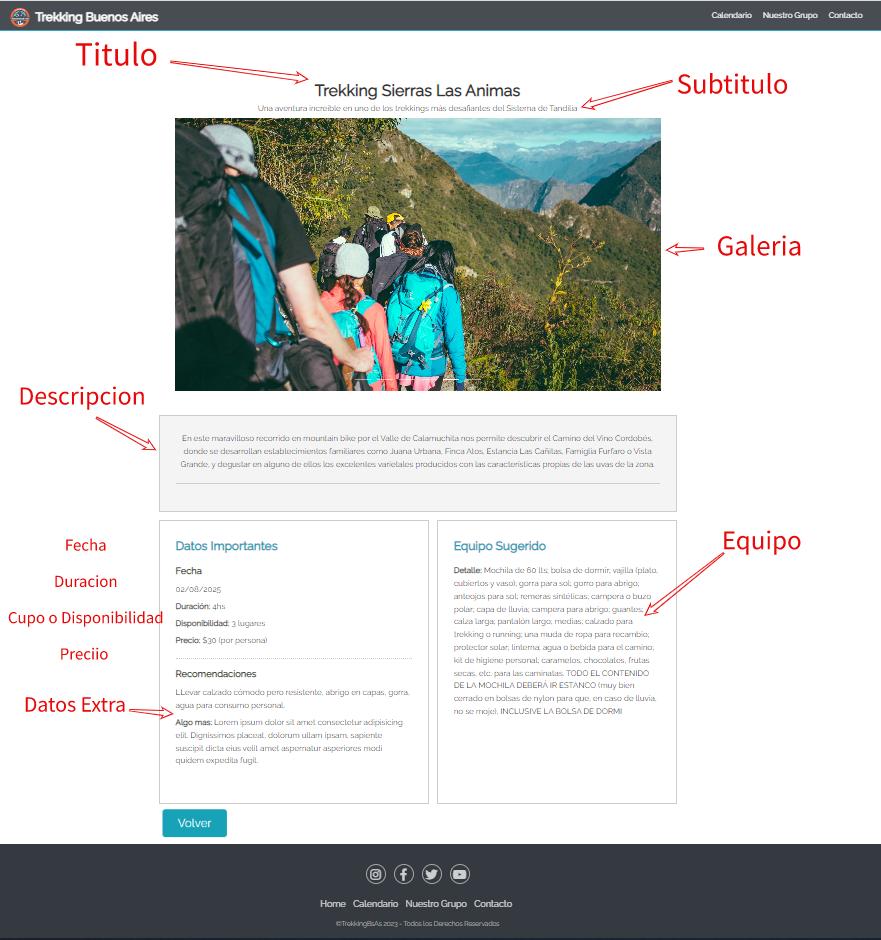 Trekking Buenos Aires
Calendario Nuestro Grupo Contacto
Titulo
Trekking Sierras Las Animas
Subtitulo
Una aventura increible en uno de los trekkings más desafiantes del Sistema de Tandilia
Galeria
Descripcion
En este maravilloso recorrido en mountain bike por el Valle de Calamuchita nos permite descubrir el Camino del Vino Cordobés,
donde se desarrollan establecimientos familiares como Juana Urbana, Finca Atos, Estancia Las Cañitas, Famiglia Furfaro o Vista
Grande, y degustar en alguno de ellos los excelentes varietales producidos con las características propias de las uvas de la zona.
Fecha
Duracion
Cupo o Disponibilidad
Preciio
Datos Extra
Datos Importantes
Fecha
02/08/2025
Duración: 4hs
Disponibilidad: 3 lugares
Precio: $30 (por persona)
Recomendaciones
LLevar calzado cómodo pero resistente, abrigo en capas, gorra,
agua para consumo personal.
Algo mas: Lorem ipsum dolor sit amet consectetur adipisicing
elit. Dignissimos placeat, dolorum ullam ipsam, sapiente
suscipit dicta eius velit amet aspernatur asperiores modi
quidem expedita fugit.
Equipo
Equipo Sugerido
Detalle: Mochila de 60 lts; bolsa de dormir, vajilla (plato,
cubiertos y vaso); gorra para sol; gorro para abrigo;
anteojos para sol; remeras sintéticas; campera o buzo
polar; capa de lluvia; campera para abrigo; guantes;
calza larga; pantalón largo; medias; calzado para
trekking o running; una muda de ropa para recambio;
protector solar; linterna; agua o bebida para el camino,
kit de higiene personal; caramelos, chocolates, frutas
secas, etc. para las caminatas. TODO EL CONTENIDO
DE LA MOCHILA DEBERÁ IR ESTANCO (muy bien
cerrado en bolsas de nylon para que, en caso de lluvia,
no se moje), INCLUSIVE LA BOLSA DE DORMI
Volver
Home Calendario Nuestro Grupo Contacto
©TrekkingBsAs 2023 - Todos los Derechos Reservados